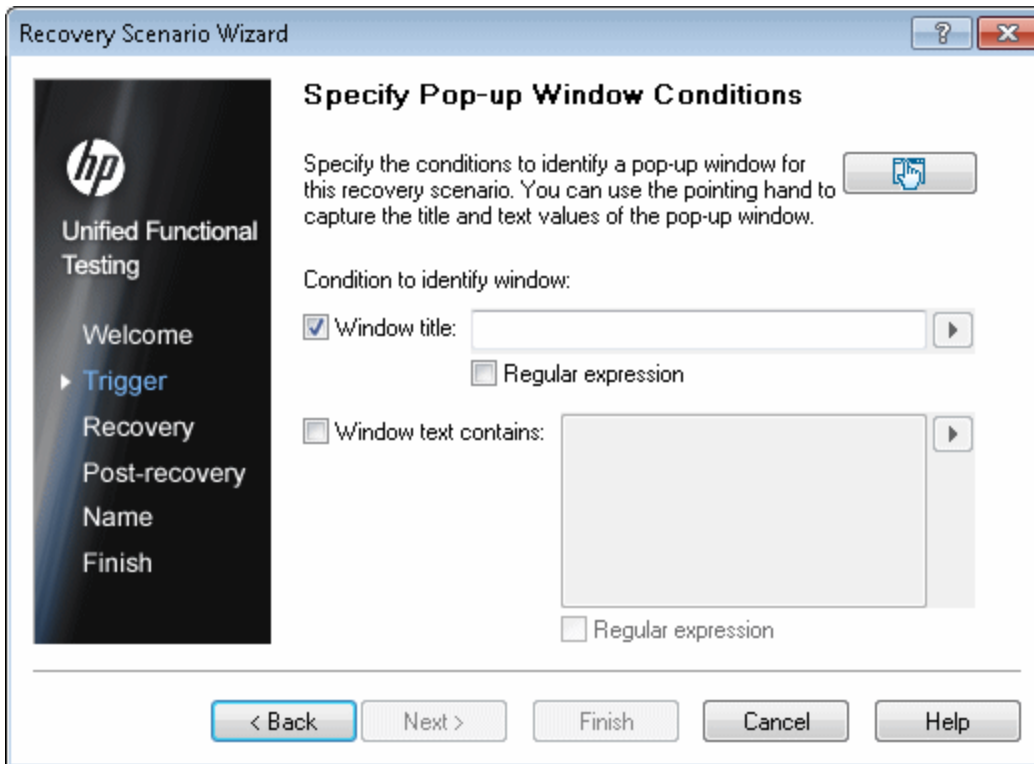 Recovery Scenario Wizard
hp
Unified Functional
Testing
Welcome
Trigger
Recovery
Post-recovery
Name
Finish
Specify Pop-up Window Conditions
Specify the conditions to identify a pop-up window for
this recovery scenario. You can use the pointing hand to
capture the title and text values of the pop-up window.
Condition to identify window:
Window title:
Regular expression
Window text contains:
Regular expression
< Back
Next >
Finish
Cancel
Help